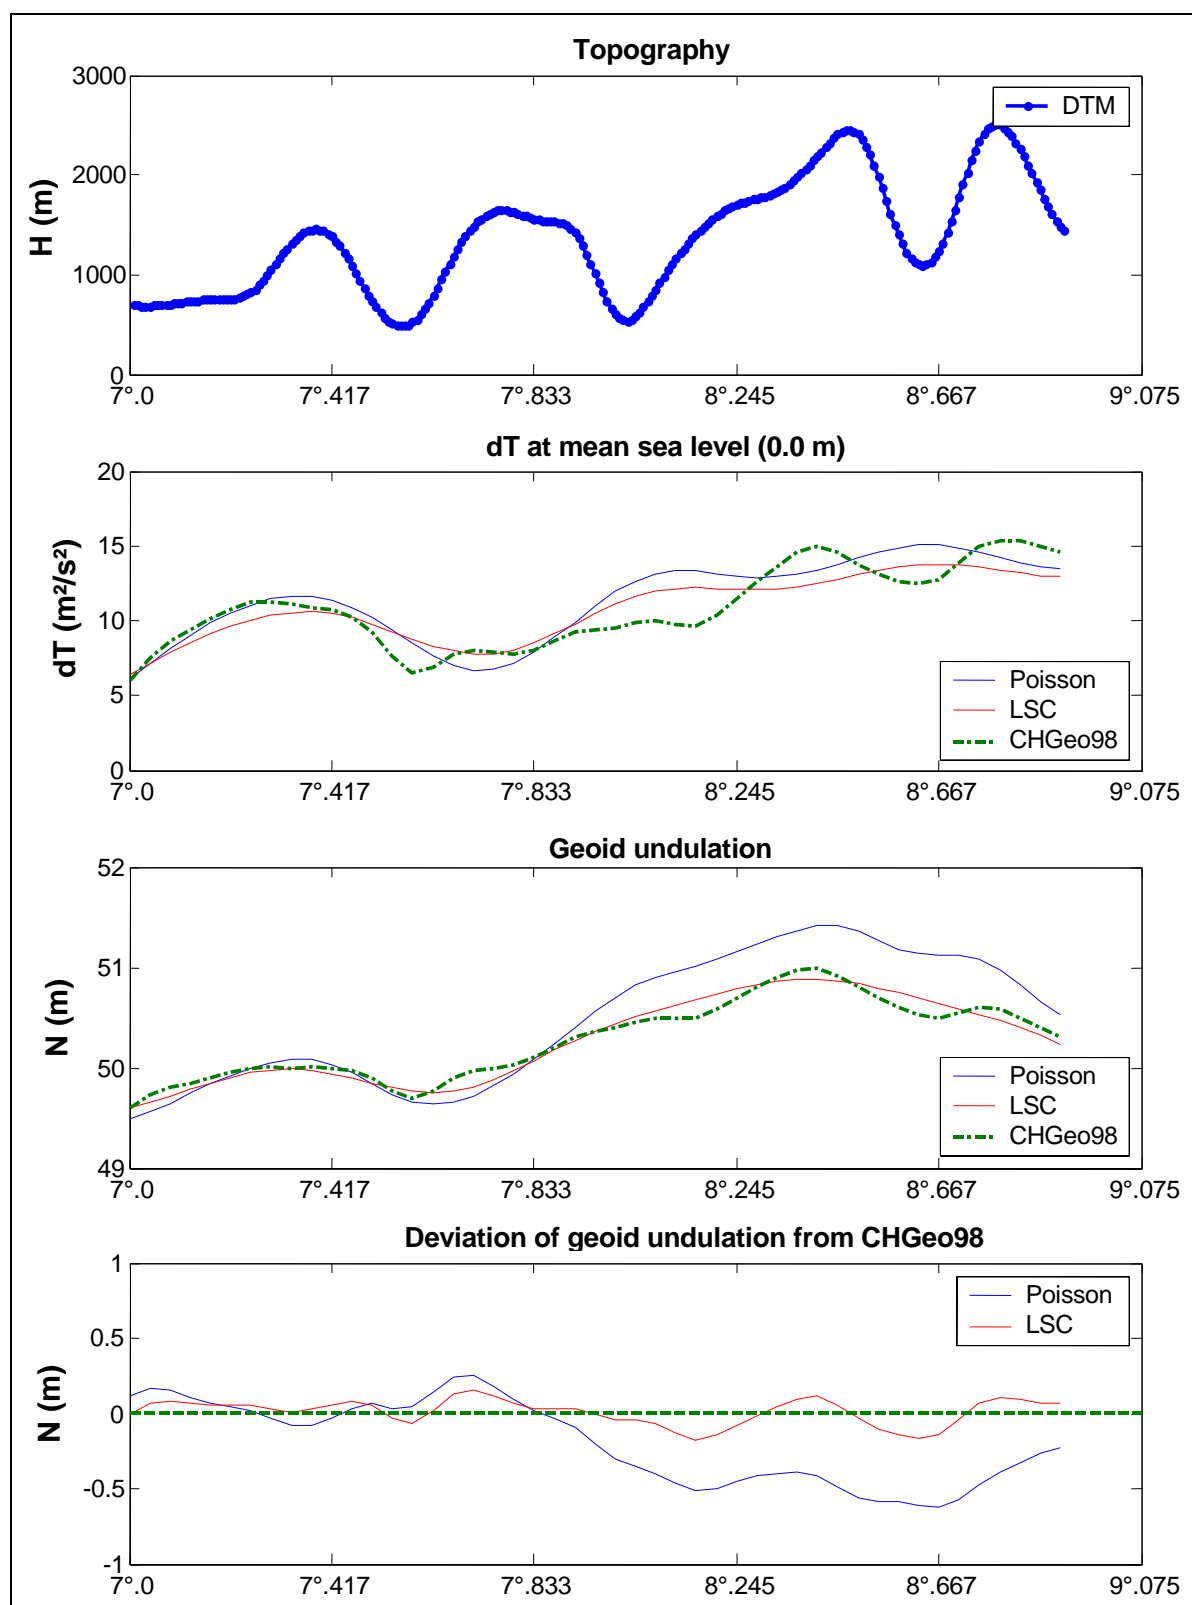 Topography
3000
2000
1000
0
H (m)
DTM
7°.0 7°.417 7°.833 8°.245 8°.667 9°.075
dT at mean sea level (0.0 m)
20
15
10
5
0
dT (m²/s²)
Poisson
LSC
CHGeo98
7°.0 7°.417 7°.833 8°.245 8°.667 9°.075
Geoid undulation
52
51
50
49
N (m)
Poisson
LSC
CHGeo98
7°.0 7°.417 7°.833 8°.245 8°.667 9°.075
Deviation of geoid undulation from CHGeo98
1
0.5
0
-0.5
-1
N (m)
Poisson
LSC
7°.0 7°.417 7°.833 8°.245 8°.667 9°.075